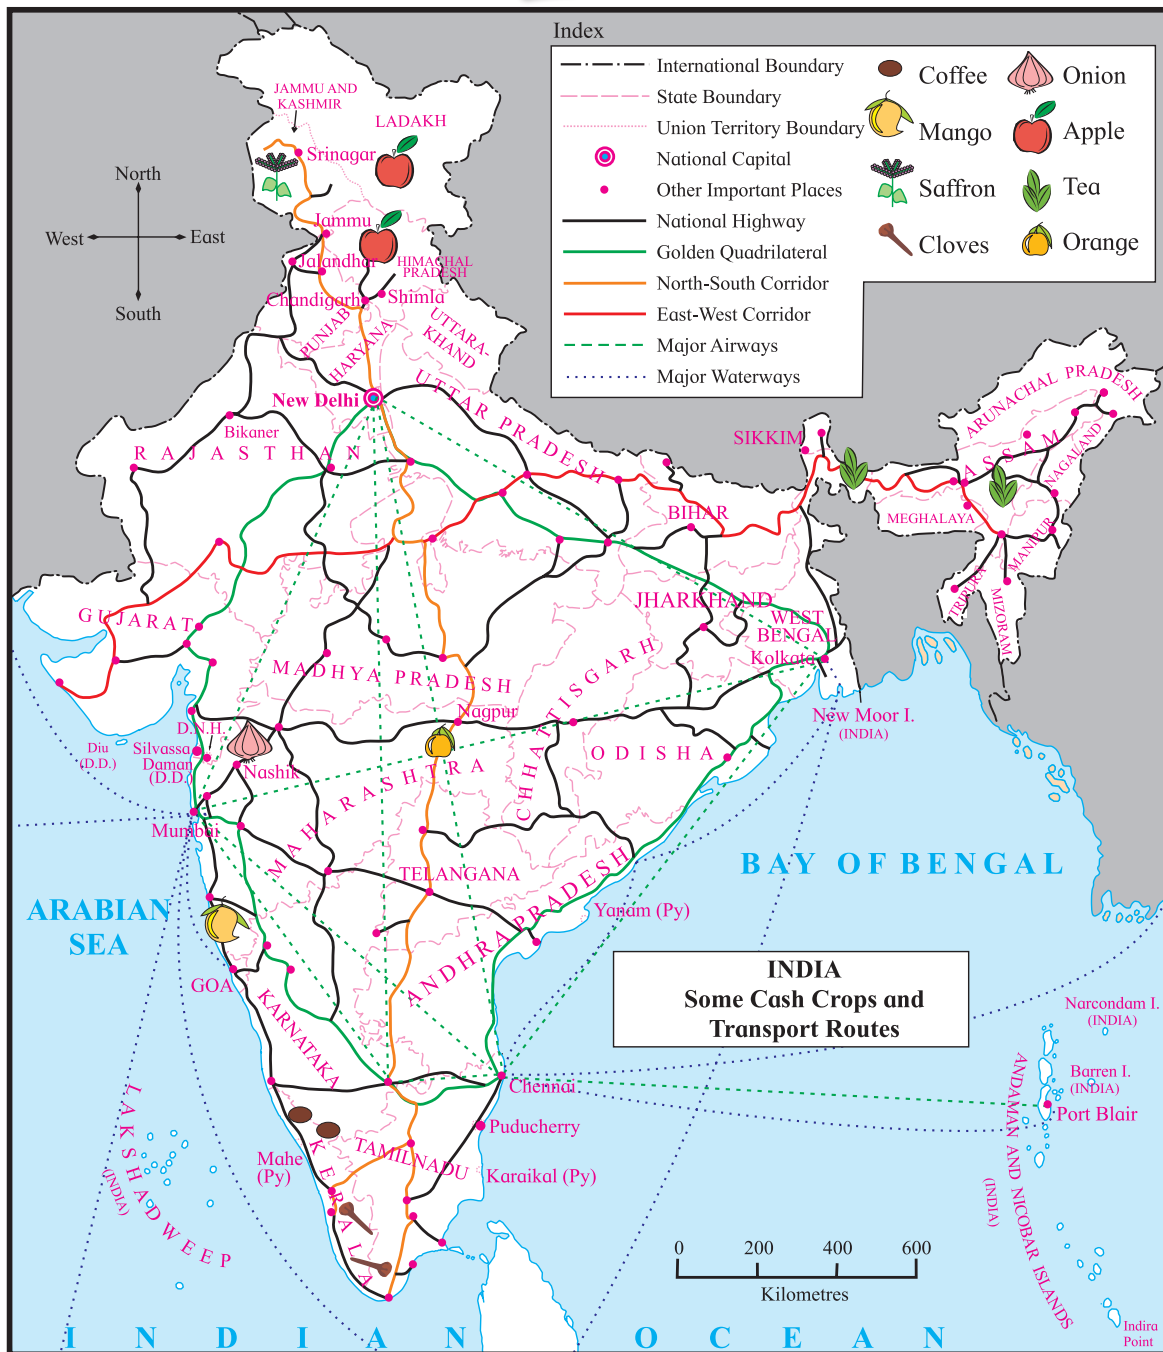 Index
International Boundary
State Boundary
Union Territory Boundary
National Capital
Other Important Places
National Highway
Golden Quadrilateral
North-South Corridor
East-West Corridor
Major Airways
Major Waterways
Coffee
Mango
Saffron
Cloves
Onion
Apple
Tea
Orange
North
West
East
South
JAMMU AND
KASHMIR
LADAKH
Srinagar
Jammu
Jalandhar
HIMACHAL
PRADESH
Chandigarh
Shimla
PUNJAB
HARYANA
UTTARA-
KHAND
New Delhi
UTTAR PRADESH
Bikaner
RAJASTHAN
SIKKIM
ARUNACHAL PRADESH
ASSAM
NAGALAND
MEGHALAYA
MANIPUR
TRIPURA
MIZORAM
BIHAR
JHARKHAND
WEST
BENGAL
Kolkata
GUJARAT
MADHYA PRADESH
CHHATTISGARH
Nagpur
New Moor I.
(INDIA)
D.N.H.
Diu
(D.D.)
Silvassa
Daman
(D.D.)
Nashik
ODISHA
MAHARASHTRA
Mumbai
TELANGANA
BAY OF BENGAL
ARABIAN
SEA
Yanam (Py)
ANDHRA PRADESH
INDIA
Some Cash Crops and
Transport Routes
GOA
KARNATAKA
Narcondam I.
(INDIA)
Barren I.
(INDIA)
Port Blair
ANDAMAN AND NICOBAR ISLANDS
(INDIA)
Chennai
Puducherry
LAKSHADWEEP
(INDIA)
Mahe
(Py)
KERALA
TAMILNADU
Karaikal (Py)
0 200 400 600
Kilometres
INDIAN OCEAN
Indira
Point